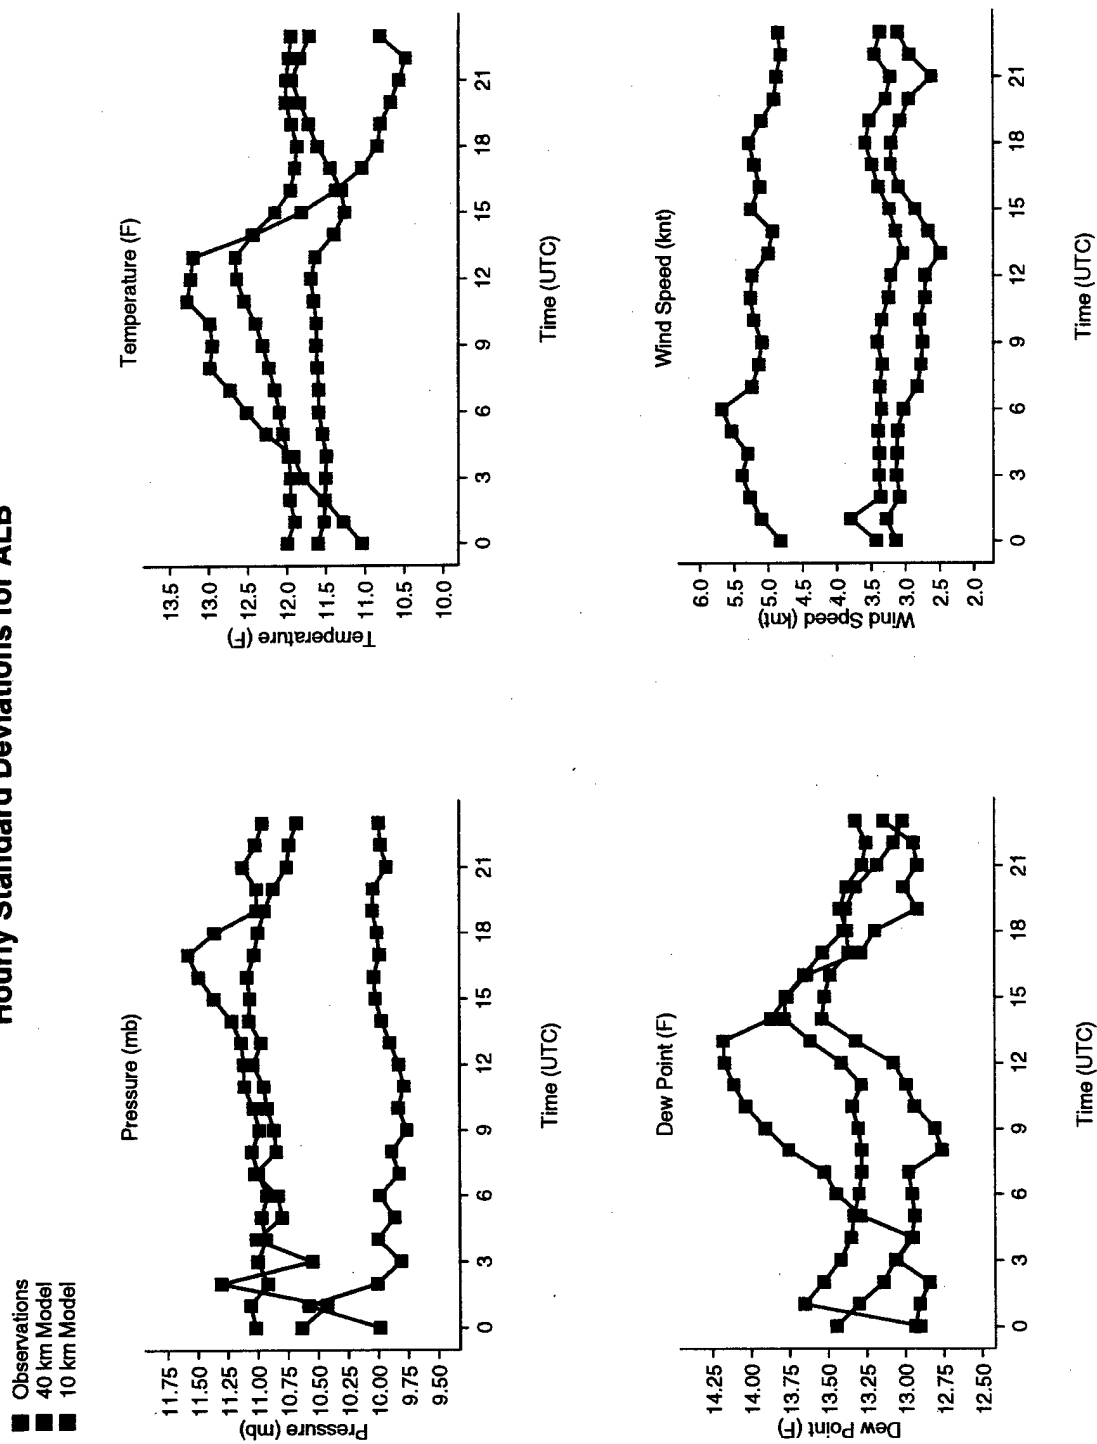 Hourly Standard Deviations for ALB
Observations
40 km Model
10 km Model
Pressure (mb)
Pressure (mb)
11.75
11.50
11.25
11.00
10.75
10.50
10.25
10.00
9.75
9.50
0 3 6 9 12 15 18 21
Time (UTC)
Temperature (F)
Temperature (F)
13.5
13.0
12.5
12.0
11.5
11.0
10.5
10.0
0 3 6 9 12 15 18 21
Time (UTC)
Dew Point (F)
Dew Point (F)
14.25
14.00
13.75
13.50
13.25
13.00
12.75
12.50
0 3 6 9 12 15 18 21
Time (UTC)
Wind Speed (knt)
Wind Speed (knt)
6.0
5.5
5.0
4.5
4.0
3.5
3.0
2.5
2.0
0 3 6 9 12 15 18 21
Time (UTC)